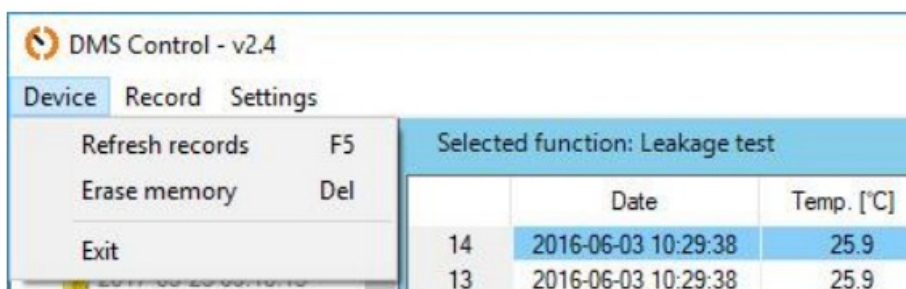 DMS Control - v2.4
Device Record Settings
Refresh records F5
Erase memory Del
Exit
Selected function: Leakage test
Date Temp. [°C]
14 2016-06-03 10:29:38 25.9
13 2016-06-03 10:29:38 25.9